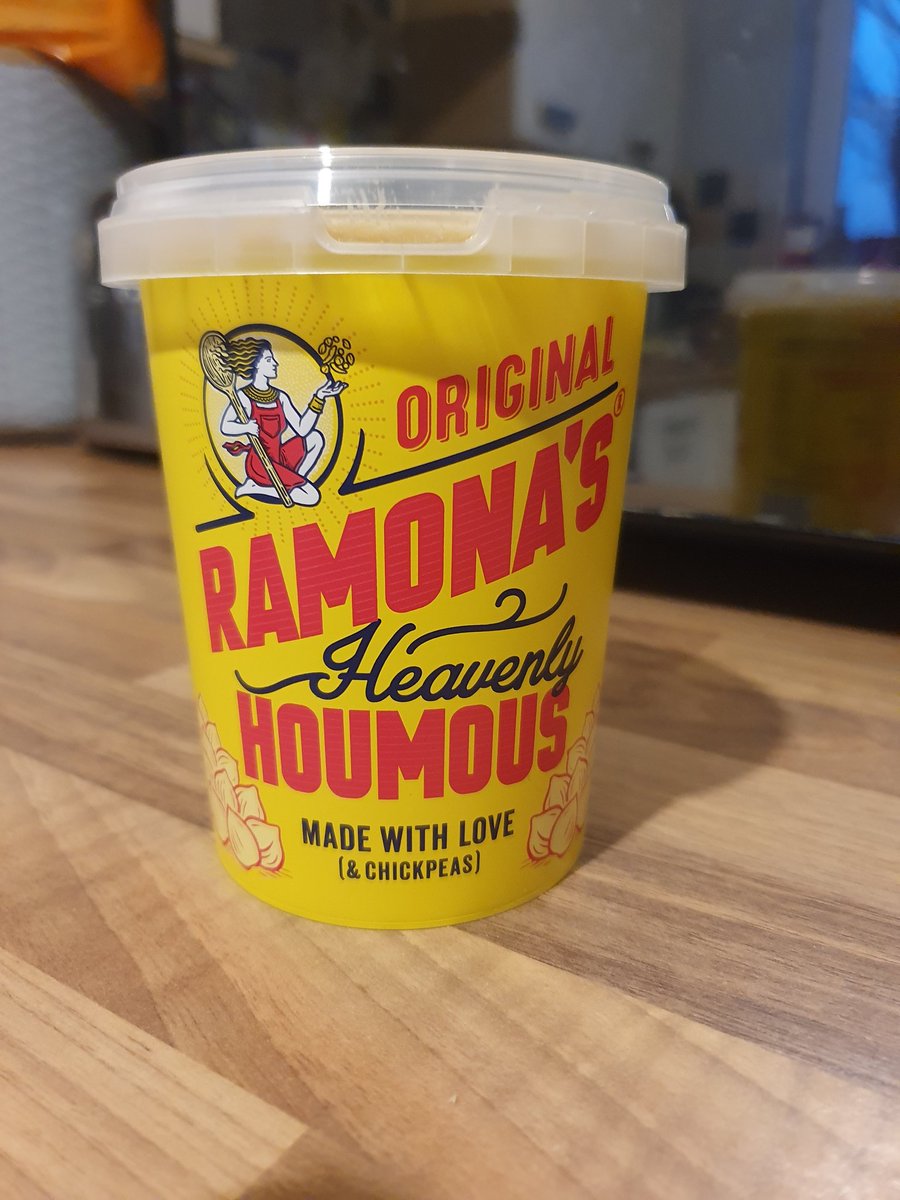 ORIGINAL
RAMONA'S®
Heavenly
HOUMOUS
MADE WITH LOVE
(& CHICKPEAS)